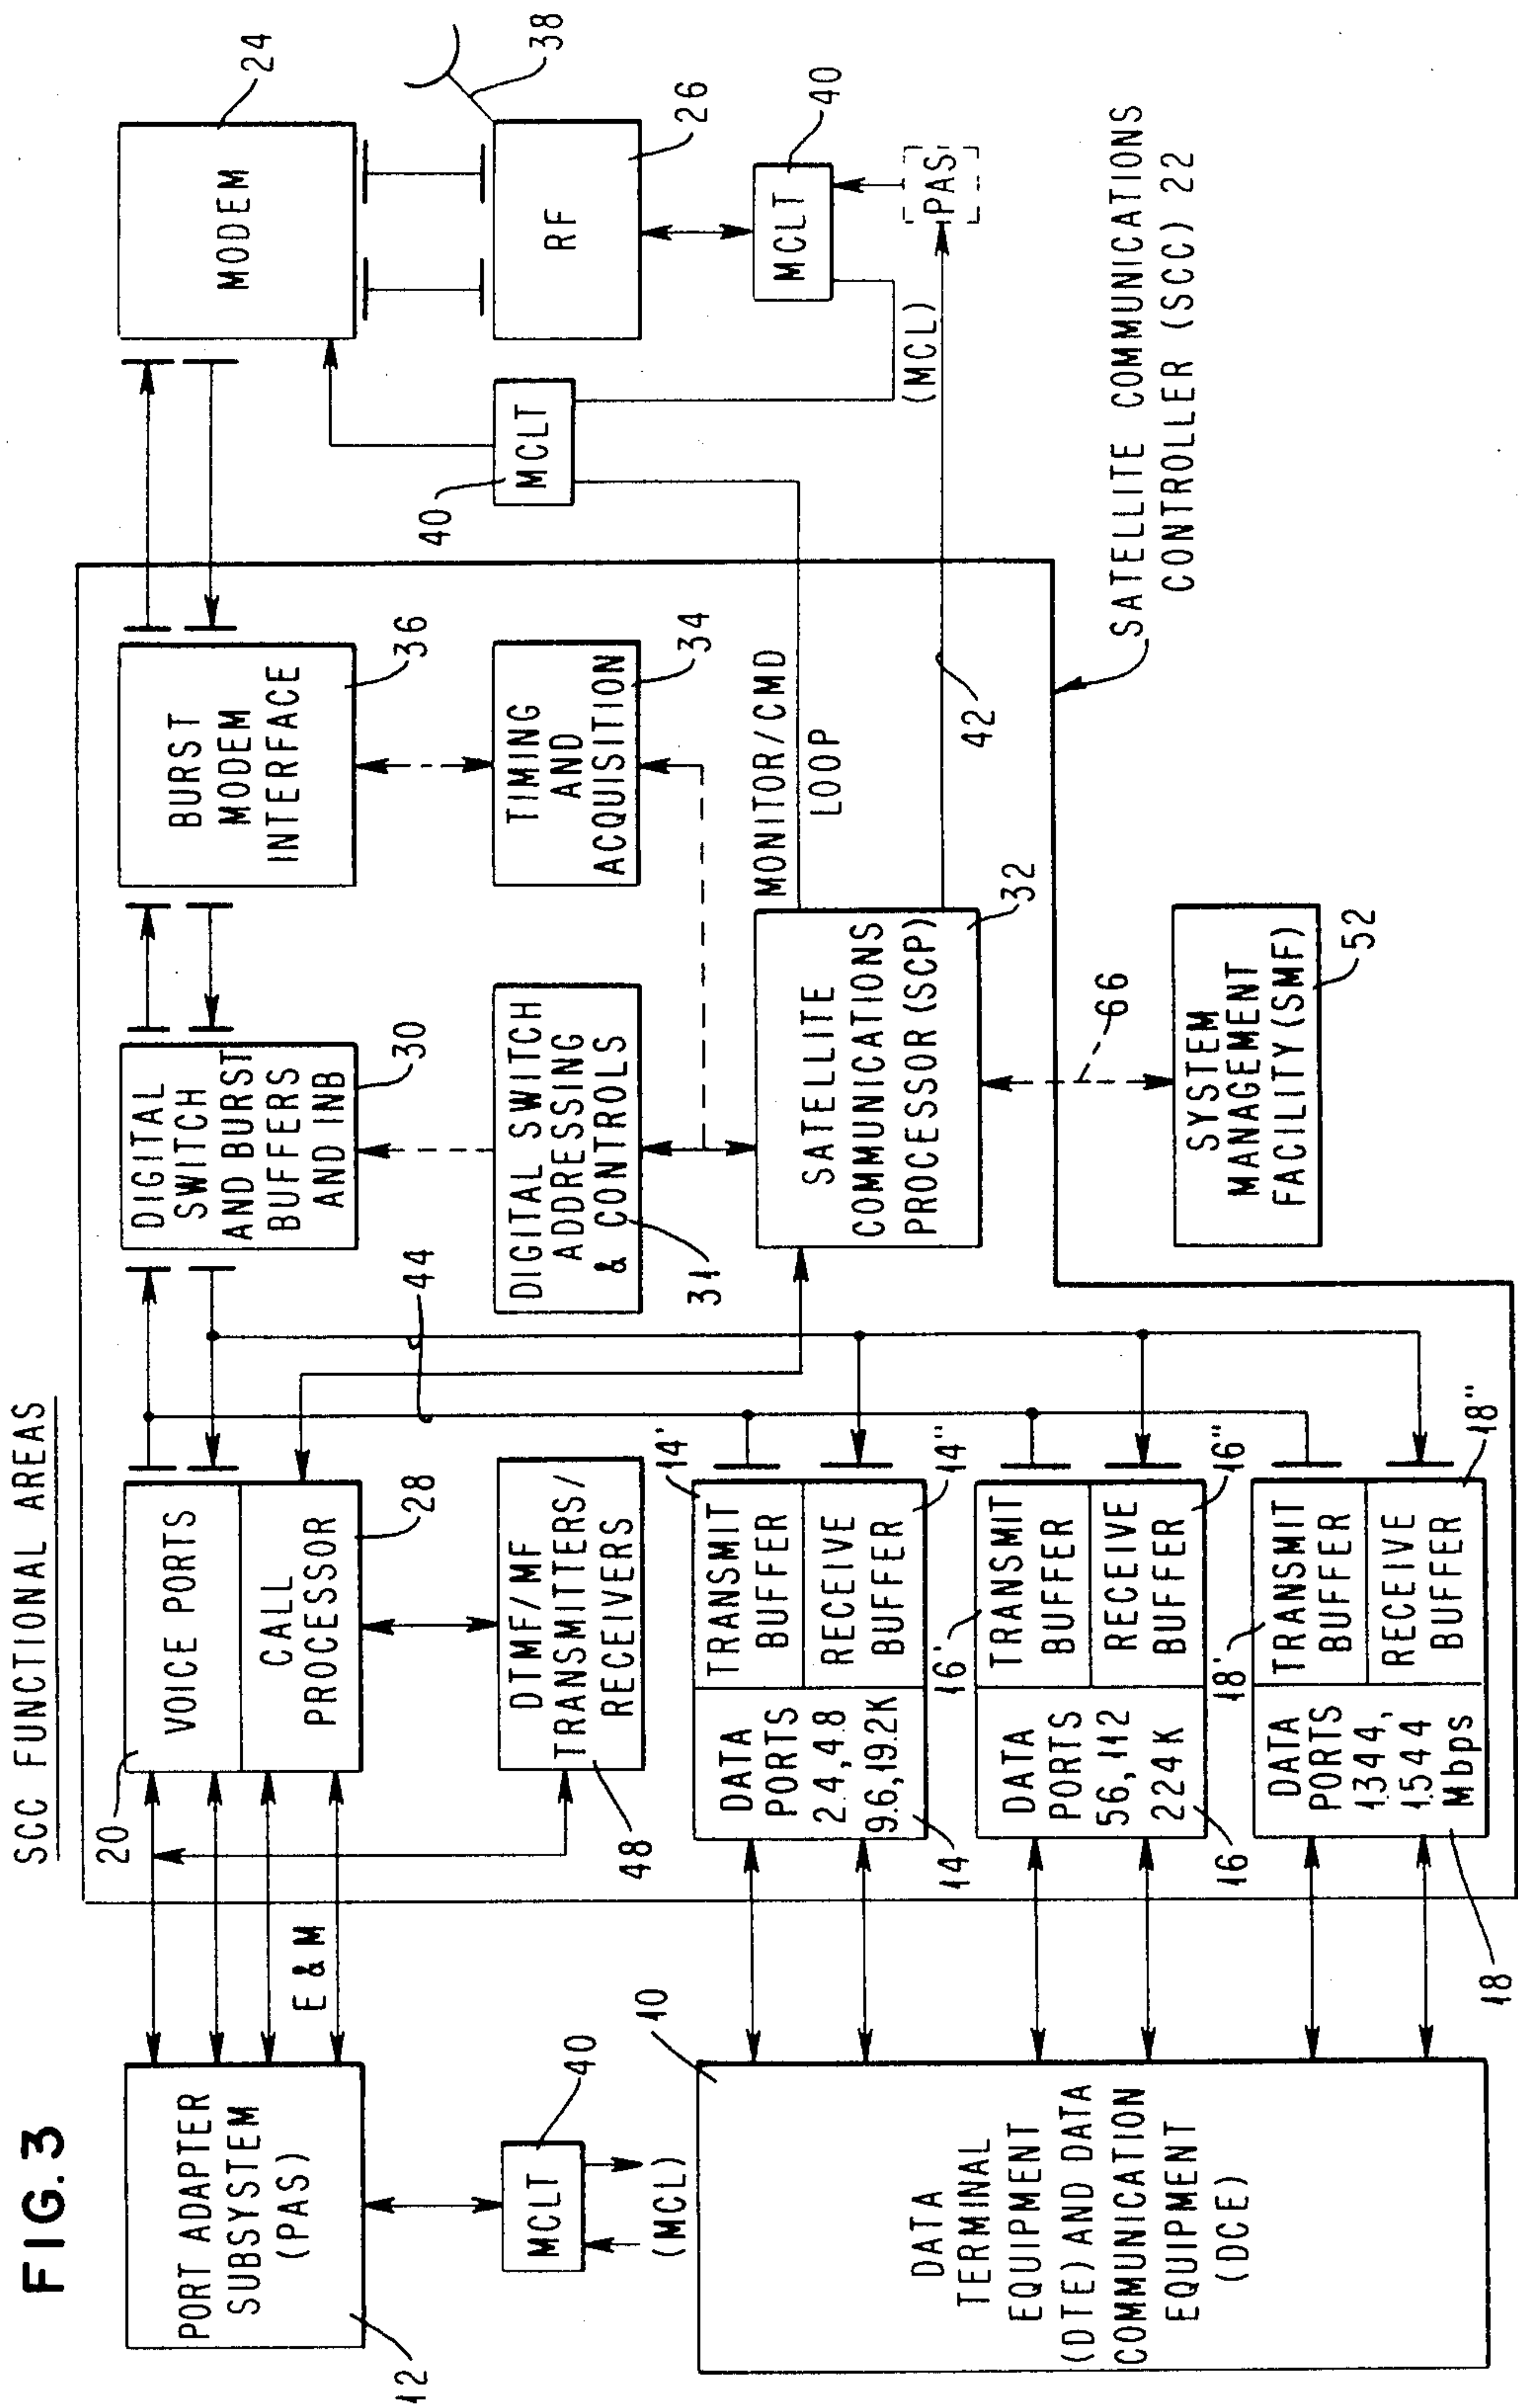 FIG. 3
SCC FUNCTIONAL AREAS
PORT ADAPTER
SUBSYSTEM
(PAS)
12
E & M
MCLT
40
(MCL)
DATA
TERMINAL
EQUIPMENT
(DTE) AND DATA
COMMUNICATION
EQUIPMENT
(DCE)
10
20
VOICE PORTS
CALL
PROCESSOR
28
DTMF/MF
TRANSMITTERS/
RECEIVERS
48
44
DATA
PORTS
2.4, 4.8
9.6, 19.2K
14
TRANSMIT
BUFFER
14'
RECEIVE
BUFFER
14"
DATA
PORTS
56, 112
224K
16
TRANSMIT
BUFFER
16'
RECEIVE
BUFFER
16"
DATA
PORTS
1.344,
1.544
Mbps
18
18
TRANSMIT
BUFFER
18'
RECEIVE
BUFFER
18"
DIGITAL
SWITCH
AND BURST
BUFFERS
AND INB
30
DIGITAL SWITCH
ADDRESSING
& CONTROLS
31
SATELLITE
COMMUNICATIONS
PROCESSOR (SCP)
32
66
SYSTEM
MANAGEMENT
FACILITY (SMF)
52
BURST
MODEM
INTERFACE
36
TIMING
AND
ACQUISITION
34
MONITOR/CMD
LOOP
42
SATELLITE COMMUNICATIONS
CONTROLLER (SCC) 22
MODEM
24
MCLT
40
RF
26
38
MCLT
40
(MCL)
PAS